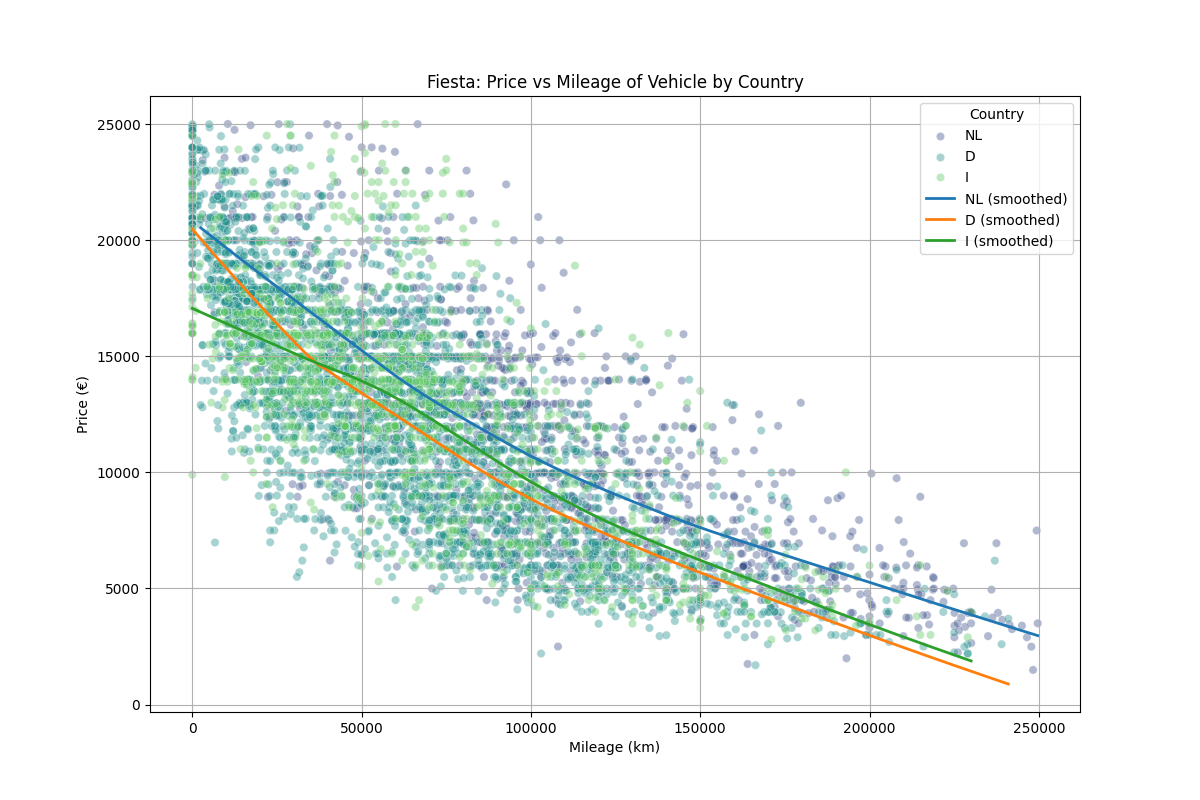 Fiesta: Price vs Mileage of Vehicle by Country
Country
NL
D
I
NL (smoothed)
D (smoothed)
I (smoothed)
25000
20000
15000
10000
5000
0
Price (€)
0 50000 100000 150000 200000 250000
Mileage (km)